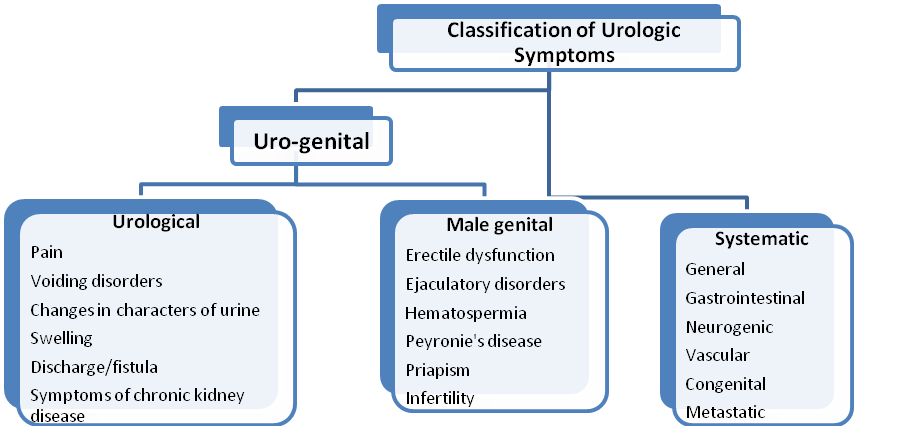 Classification of Urologic
Symptoms
Uro-genital
Urological
Pain
Voiding disorders
Changes in characters of urine
Swelling
Discharge/fistula
Symptoms of chronic kidney
disease
Male genital
Erectile dysfunction
Ejaculatory disorders
Hematospermia
Peyronie's disease
Priapism
Infertility
Systematic
General
Gastrointestinal
Neurogenic
Vascular
Congenital
Metastatic